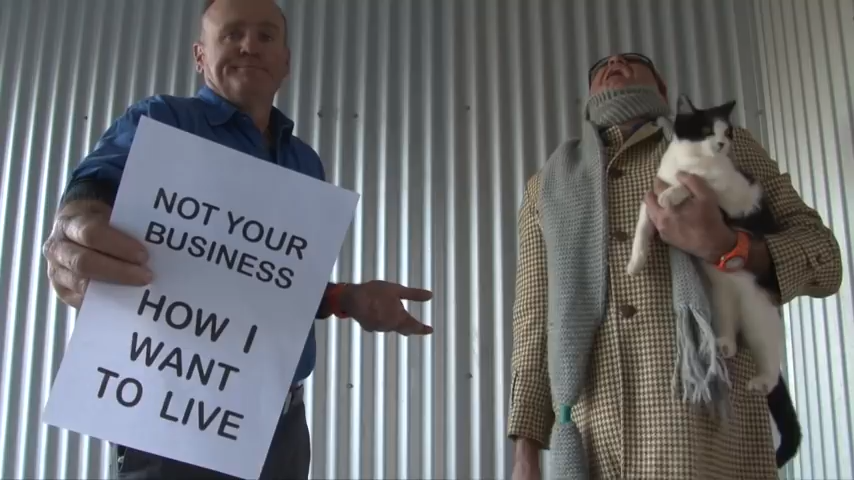 NOT YOUR
BUSINESS
HOW I
WANT
TO LIVE